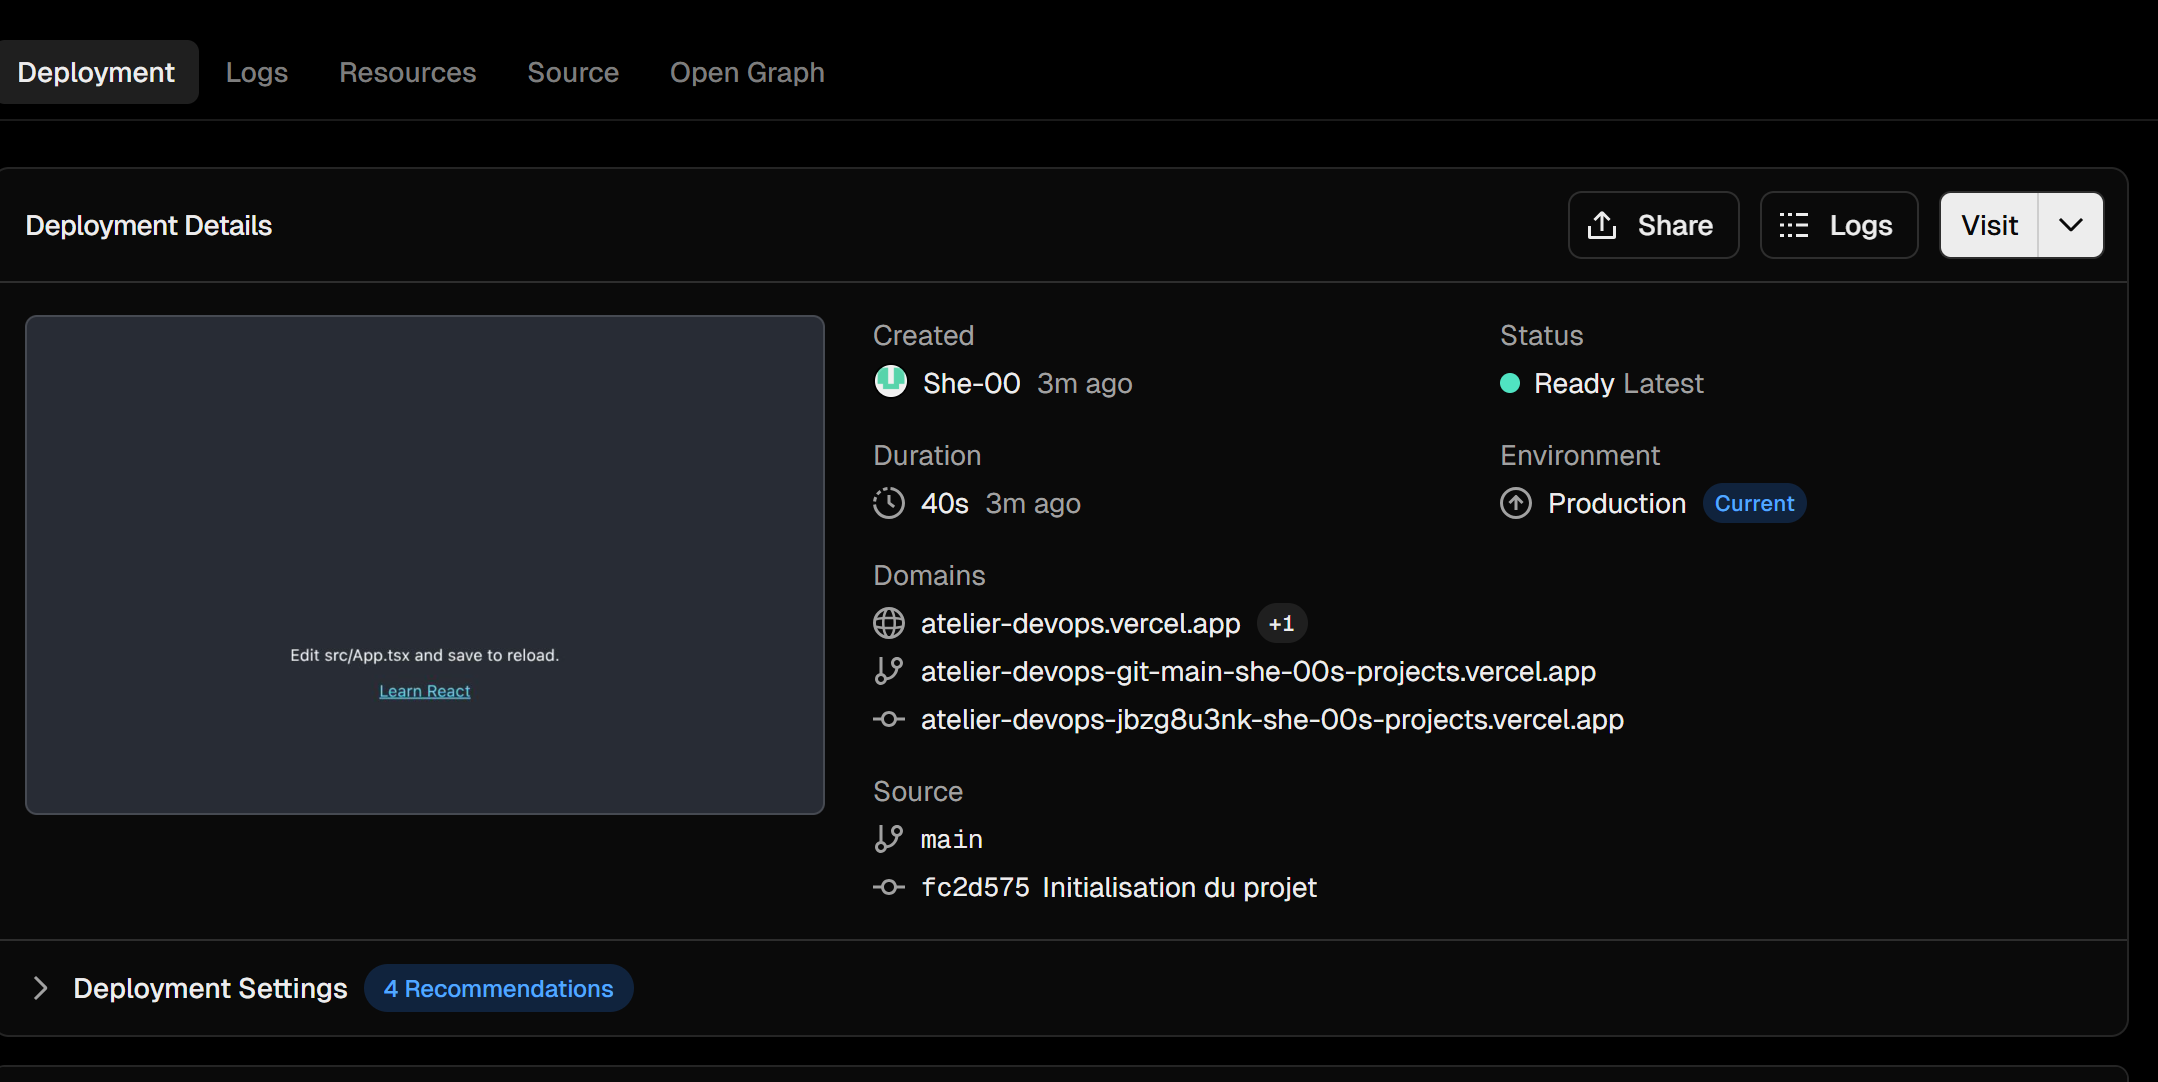 Deployment Logs Resources Source Open Graph
Deployment Details
Share Logs Visit
Edit src/App.tsx and save to reload.
Learn React
Created
She-00 3m ago
Status
Ready Latest
Duration
40s 3m ago
Environment
Production Current
Domains
atelier-devops.vercel.app +1
atelier-devops-git-main-she-00s-projects.vercel.app
atelier-devops-jbzg8u3nk-she-00s-projects.vercel.app
Source
main
fc2d575 Initialisation du projet
Deployment Settings 4 Recommendations